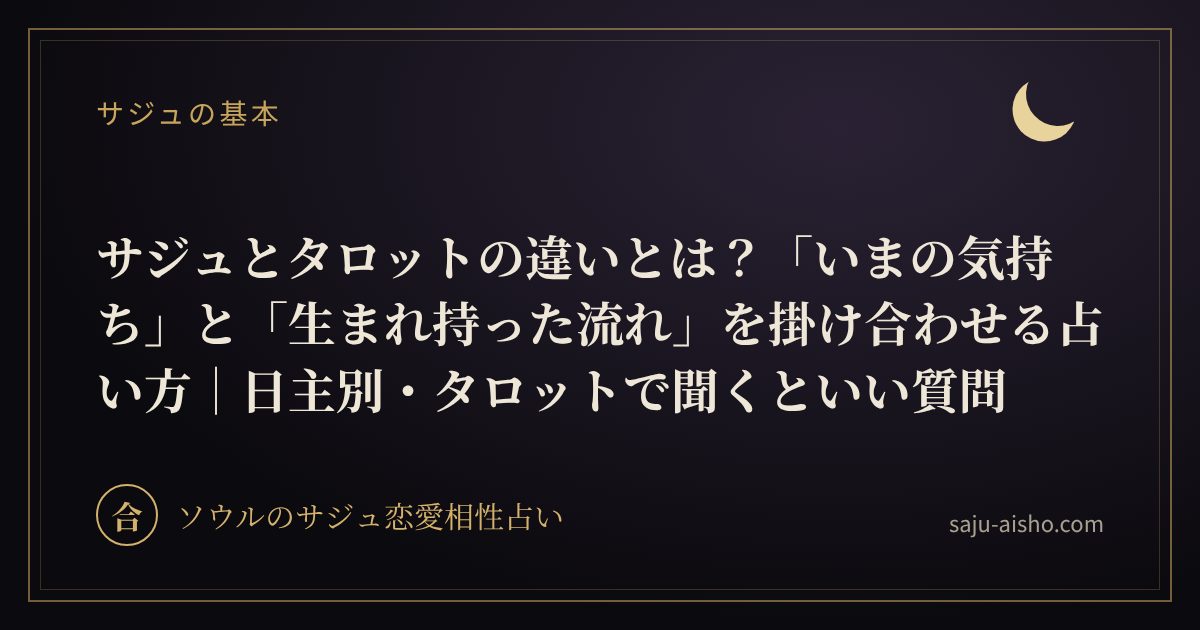 サジュの基本
サジュとタロットの違いとは？「いまの気持
ち」と「生まれ持った流れ」を掛け合わせる占
い方｜日主別・タロットで聞くといい質問
合 ソウルのサジュ恋愛相性占い
saju-aisho.com